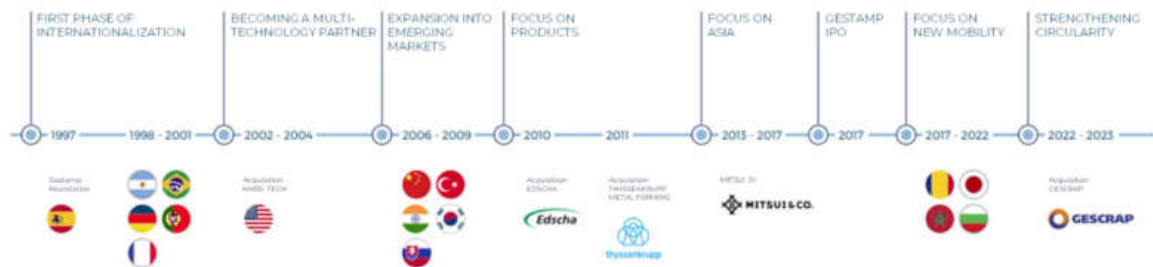 FIRST PHASE OF
INTERNATIONALIZATION
BECOMING A MULTI-
TECHNOLOGY PARTNER
EXPANSION INTO
EMERGING
MARKETS
FOCUS ON
PRODUCTS
FOCUS ON
ASIA
GESTAMP
IPO
FOCUS ON
NEW MOBILITY
STRENGTHENING
CIRCULARITY
1997
1998 - 2001
2002 - 2004
2006 - 2009
2010
2011
2013 - 2017
2017
2017 - 2022
2022 - 2023
Gestamp
Foundation
Acquisition
HARD TECH
Acquisition
EDSCHA
Edscha
Acquisition
THYSSENKRUPP
METAL FORMING
thyssenkrupp
MITSUI JV
MITSUI & CO.
Acquisition
GESCRAP
GESCRAP